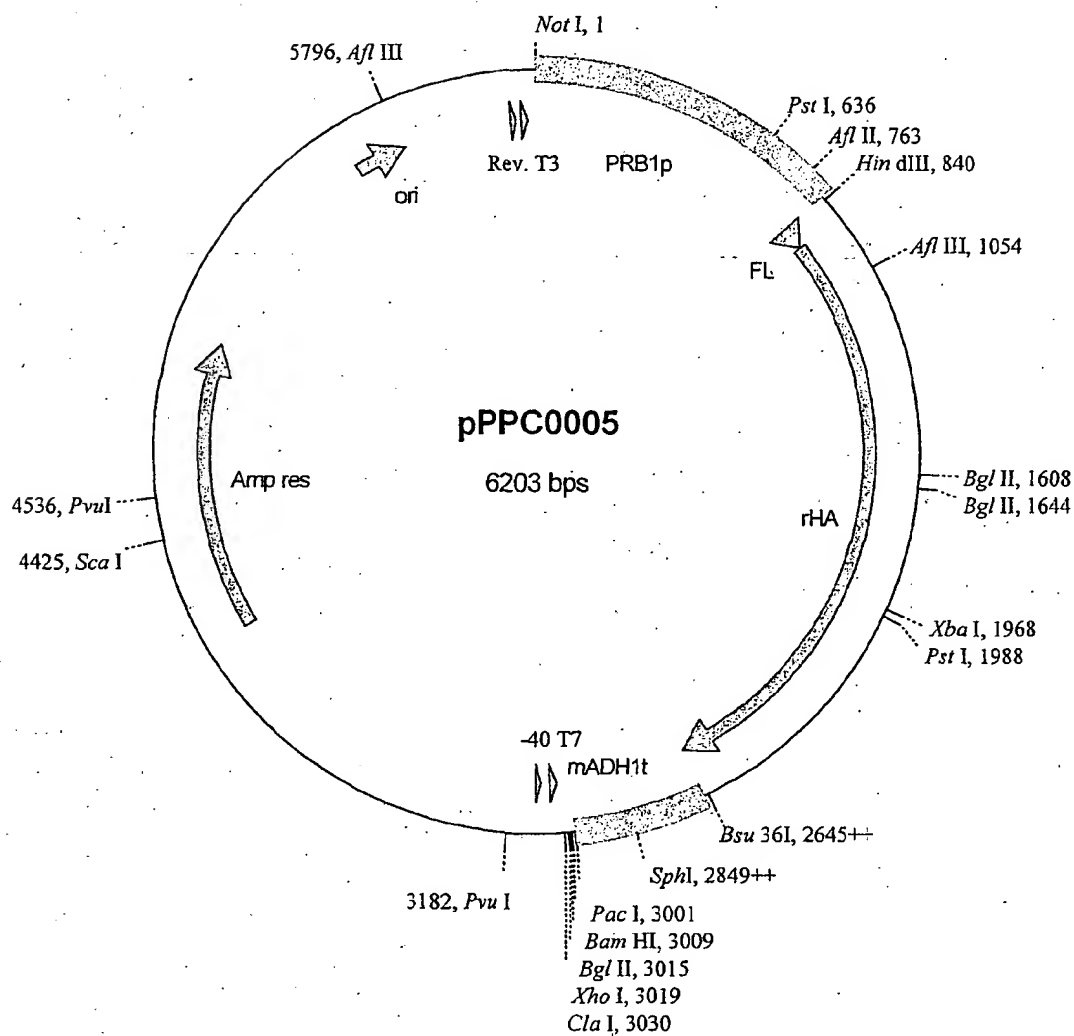 Not I, 1
5796, Afl III
Pst I, 636
Afl II, 763
Hin dIII, 840
Rev. T3
PRB1p
ori
Afl III, 1054
FL
pPPC0005
6203 bps
Amp res
rHA
Bgl II, 1608
Bgl II, 1644
4536, PvuI
4425, Sca I
Xba I, 1968
Pst I, 1988
-40 T7
mADH1t
Bsu 36I, 2645++
SphI, 2849++
3182, Pvu I
Pac I, 3001
Bam HI, 3009
Bgl II, 3015
Xho I, 3019
Cla I, 3030